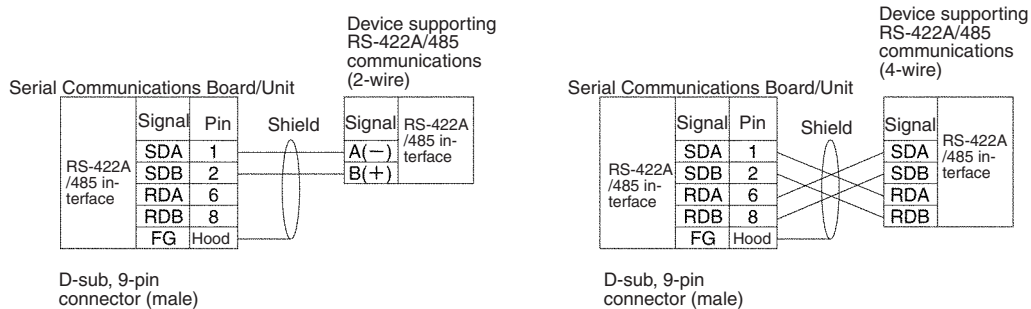 Device supporting
RS-422A/485
communications
(2-wire)
Serial Communications Board/Unit
Signal Pin Shield Signal
RS-422A
/485 in-
terface
RS-422A
/485 in-
terface
SDA 1 A(−)
SDB 2 B(+)
RDA 6
RDB 8
FG Hood
D-sub, 9-pin
connector (male)
Device supporting
RS-422A/485
communications
(4-wire)
Serial Communications Board/Unit
Signal Pin Shield Signal
RS-422A
/485 in-
terface
RS-422A
/485 in-
terface
SDA 1 SDA
SDB 2 SDB
RDA 6 RDA
RDB 8 RDB
FG Hood
D-sub, 9-pin
connector (male)